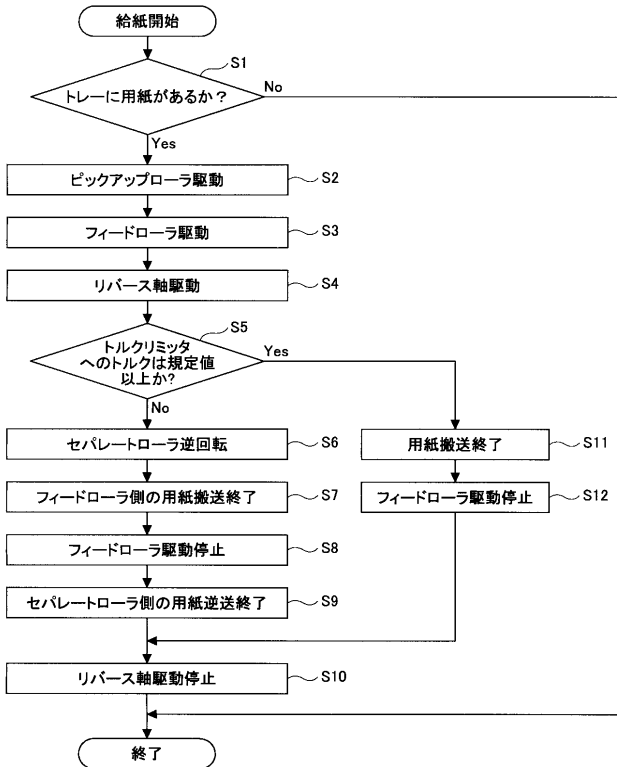 給紙開始
S1
トレーに用紙があるか？
No
Yes
ピックアップローラ駆動
S2
フィードローラ駆動
S3
リバース軸駆動
S4
S5
トルクリミッタ
へのトルクは規定値
以上か?
Yes
No
セパレートローラ逆回転
S6
用紙搬送終了
S11
フィードローラ側の用紙搬送終了
S7
フィードローラ駆動停止
S12
フィードローラ駆動停止
S8
セパレートローラ側の用紙逆送終了
S9
リバース軸駆動停止
S10
終了